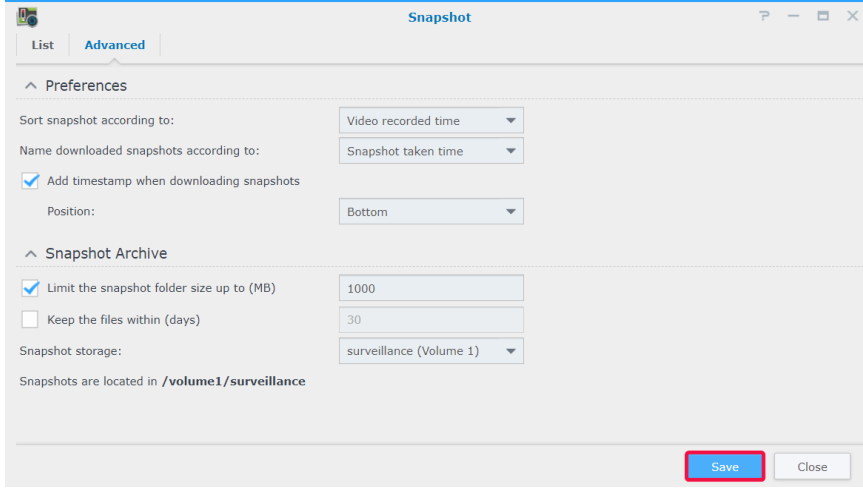 Snapshot
List Advanced
Preferences
Sort snapshot according to: Video recorded time
Name downloaded snapshots according to: Snapshot taken time
Add timestamp when downloading snapshots
Position: Bottom
Snapshot Archive
Limit the snapshot folder size up to (MB) 1000
Keep the files within (days) 30
Snapshot storage: surveillance (Volume 1)
Snapshots are located in /volume1/surveillance
Save Close